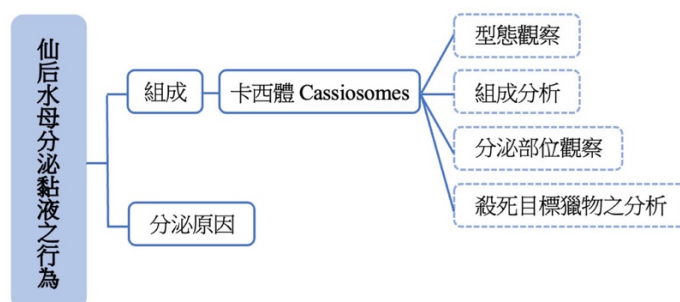 仙后水母分泌黏液之行為
組成
卡西體 Cassiosomes
型態觀察
組成分析
分泌部位觀察
殺死目標獵物之分析
分泌原因